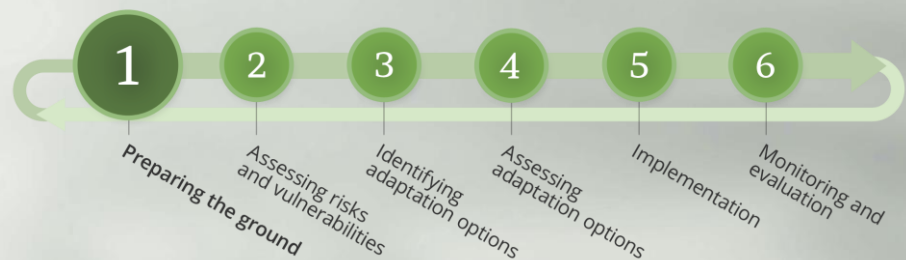 1
2
3
4
5
6
Preparing the ground
Assessing risks
and vulnerabilities
Identifying
adaptation options
Assessing
adaptation options
Implementation
Monitoring and
evaluation